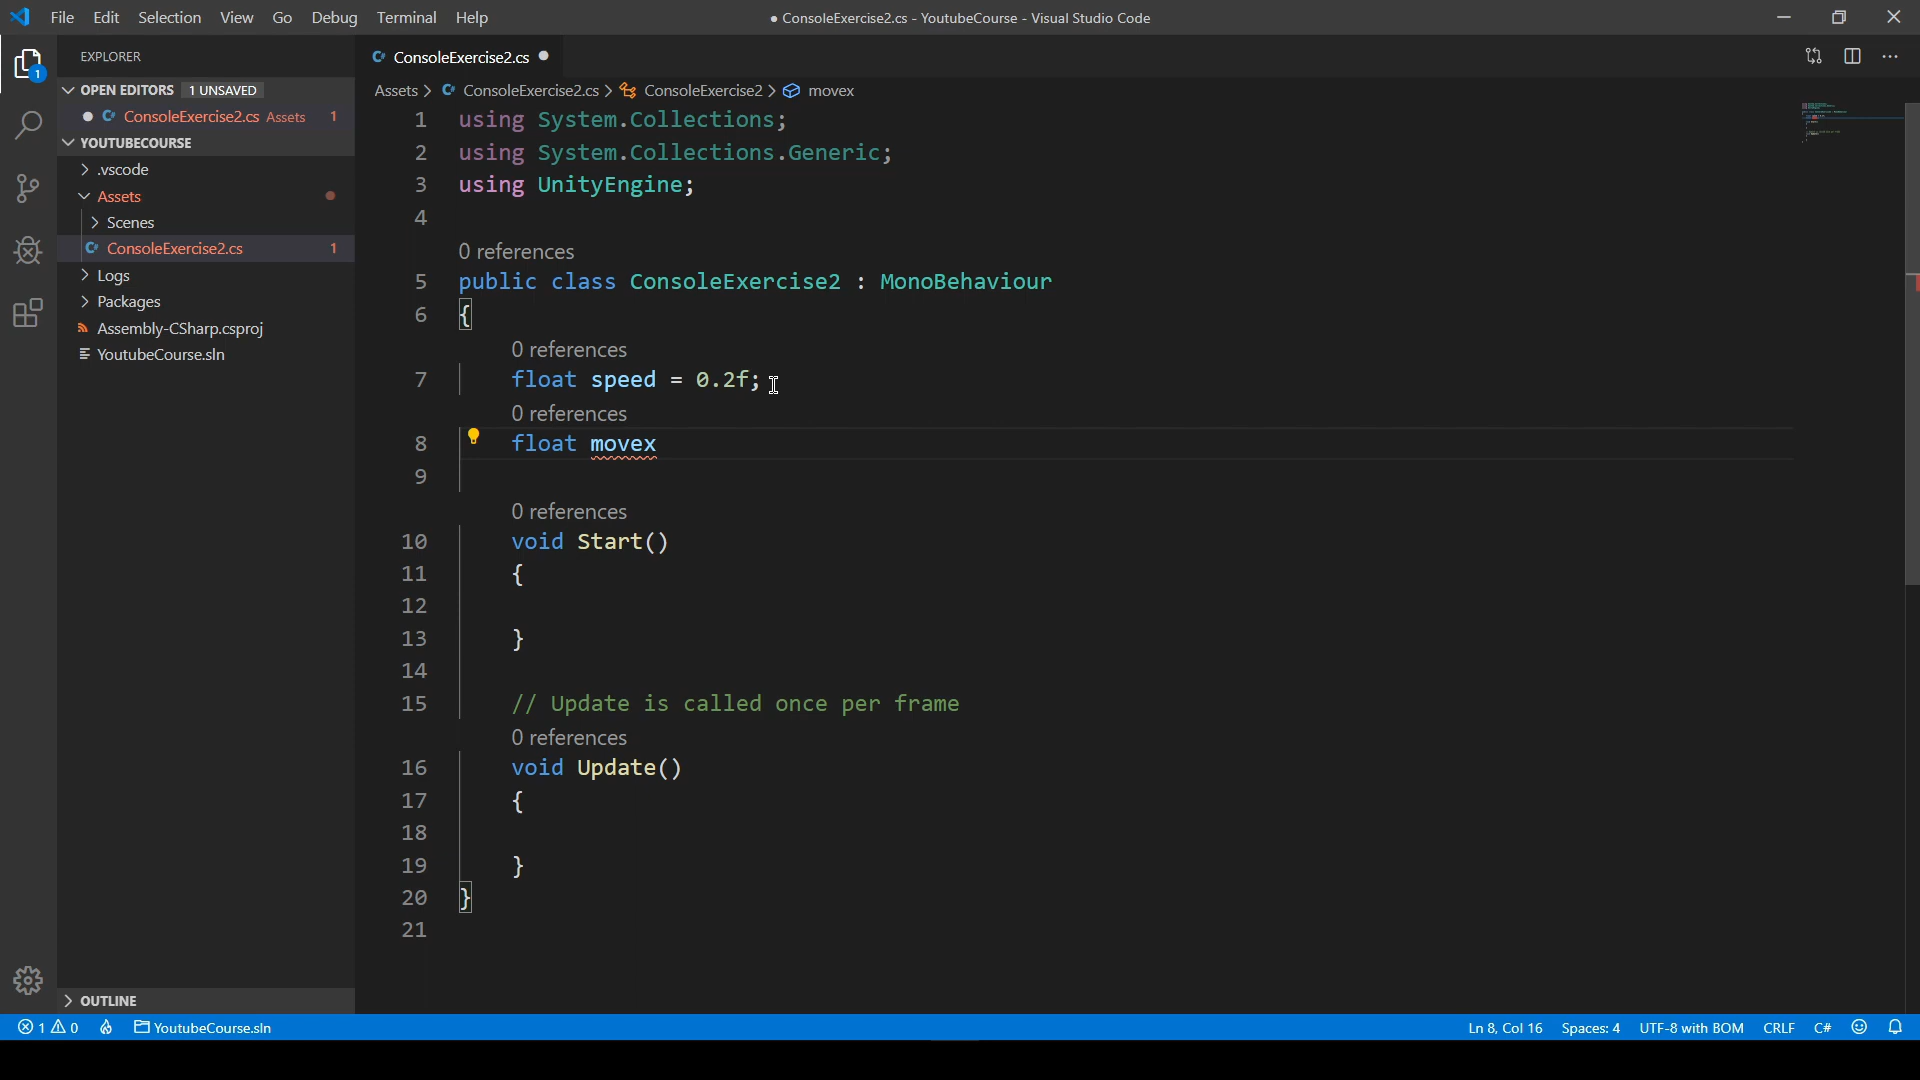 File Edit Selection View Go Debug Terminal Help
● ConsoleExercise2.cs - YoutubeCourse - Visual Studio Code
1
EXPLORER
OPEN EDITORS 1 UNSAVED
ConsoleExercise2.cs Assets 1
YOUTUBECOURSE
.vscode
Assets
Scenes
ConsoleExercise2.cs 1
Logs
Packages
Assembly-CSharp.csproj
YoutubeCourse.sln
OUTLINE
ConsoleExercise2.cs
Assets > ConsoleExercise2.cs > ConsoleExercise2 > movex
1 using System.Collections;
2 using System.Collections.Generic;
3 using UnityEngine;
4
0 references
5 public class ConsoleExercise2 : MonoBehaviour
6 {
0 references
7 float speed = 0.2f;
0 references
8 float movex
9
0 references
10 void Start()
11 {
12
13 }
14
15 // Update is called once per frame
0 references
16 void Update()
17 {
18
19 }
20 }
21
1 0 YoutubeCourse.sln
Ln 8, Col 16 Spaces: 4 UTF-8 with BOM CRLF C#